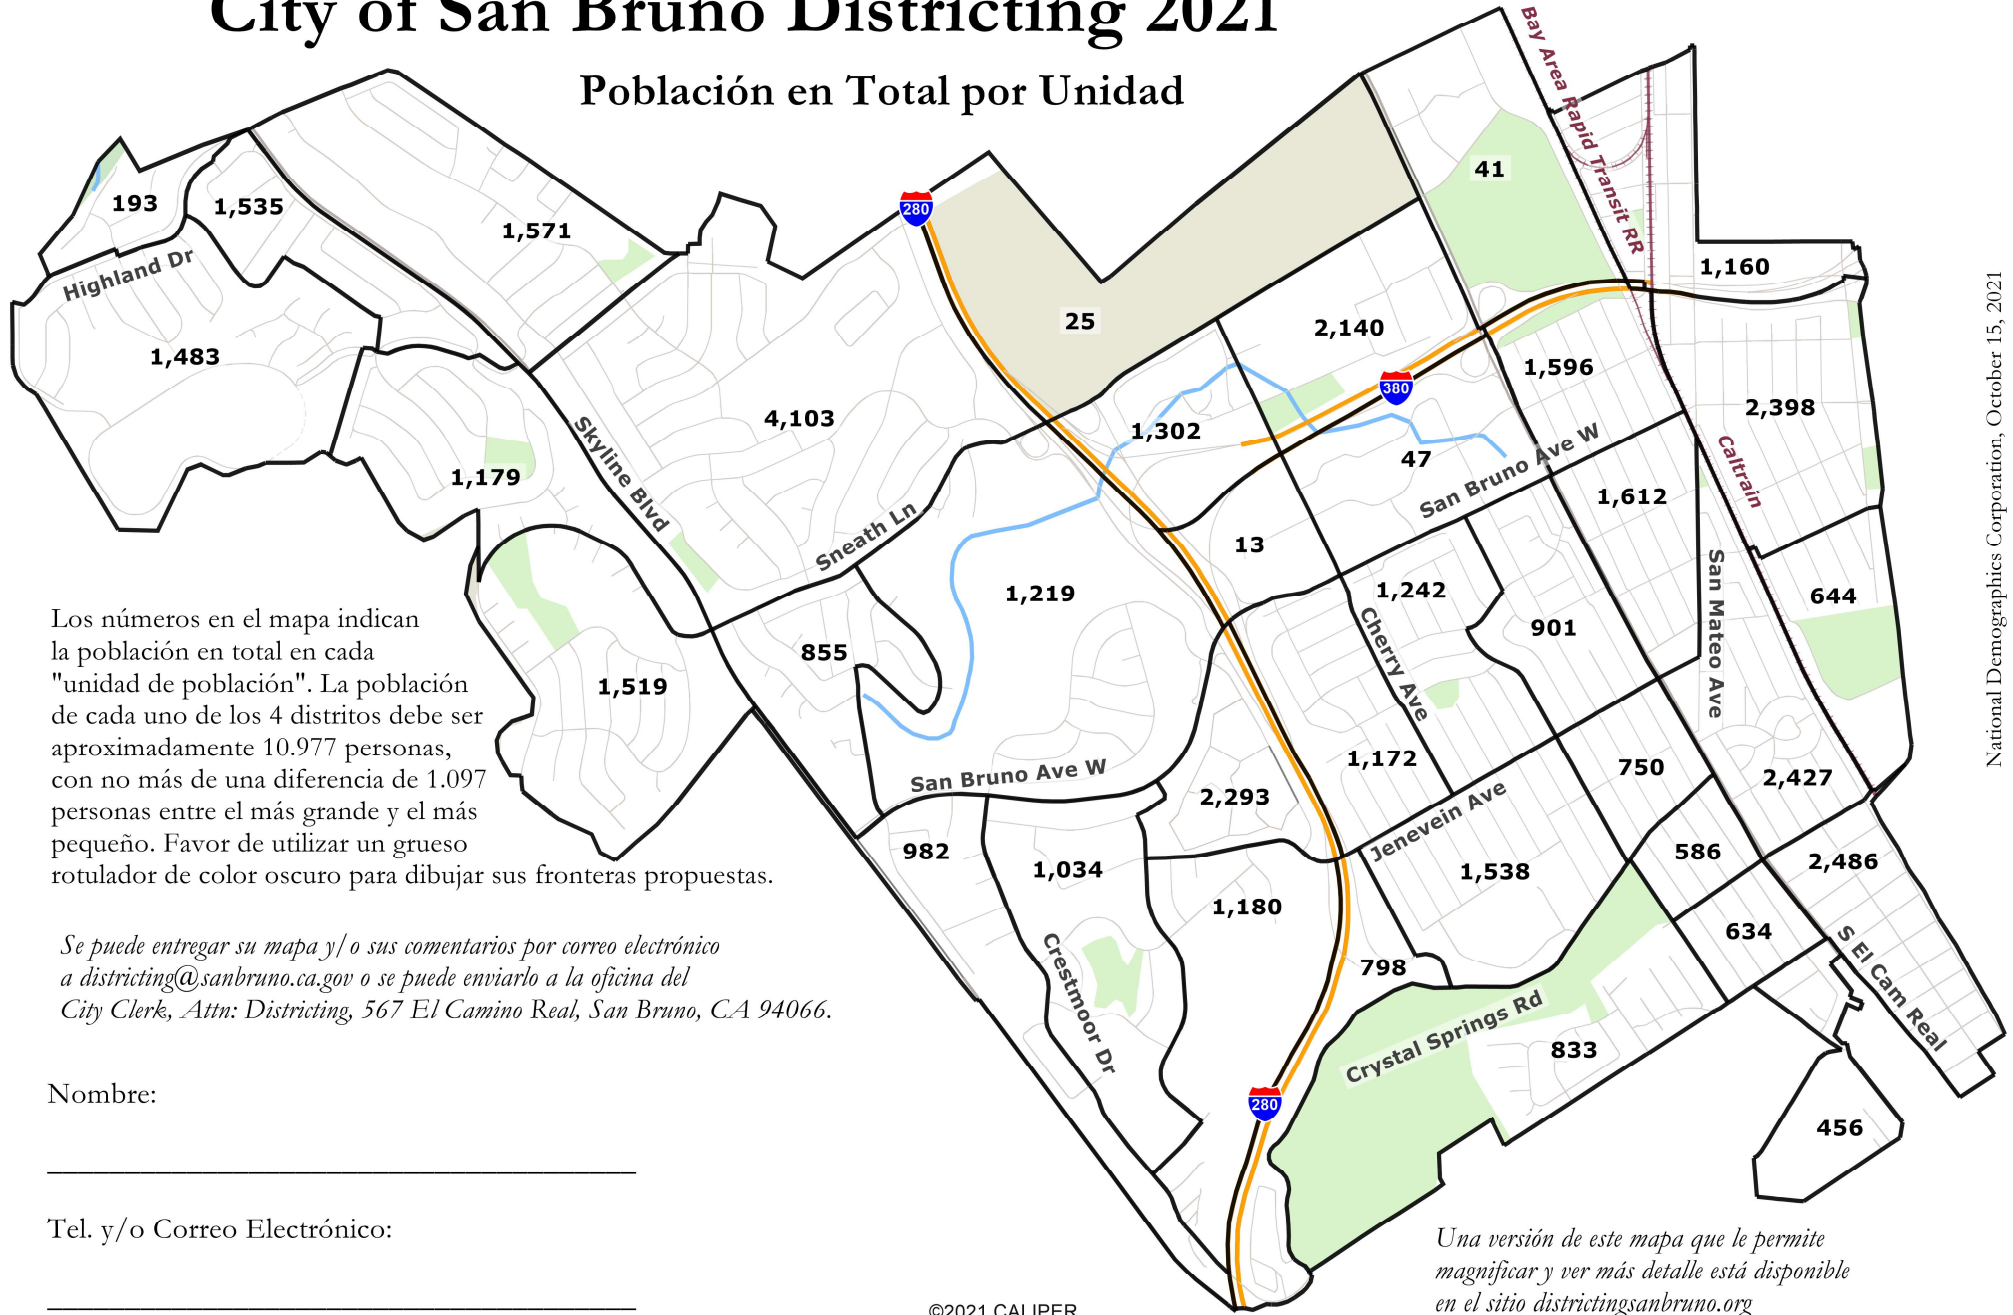 City of San Bruno Districting 2021
Población en Total por Unidad
Bay Area Rapid Transit RR
41
193
1,535
280
1,571
1,160
Highland Dr
25
2,140
1,483
1,596
380
2,398
4,103
1,302
47
San Bruno Ave W
Caltrain
1,179
Skyline Blvd
1,612
Sneath Ln
13
1,219
1,242
644
San Mateo Ave
Cherry Ave
901
855
1,519
1,172
750
2,427
San Bruno Ave W
2,293
Jenevein Ave
982
1,034
1,538
586
2,486
1,180
634
S El Cam Real
798
Crestmoor Dr
Crystal Springs Rd
833
280
456
National Demographics Corporation, October 15, 2021
Los números en el mapa indican
la población en total en cada
"unidad de población". La población
de cada uno de los 4 distritos debe ser
aproximadamente 10.977 personas,
con no más de una diferencia de 1.097
personas entre el más grande y el más
pequeño. Favor de utilizar un grueso
rotulador de color oscuro para dibujar sus fronteras propuestas.
Se puede entregar su mapa y/o sus comentarios por correo electrónico
a districting@sanbruno.ca.gov o se puede enviarlo a la oficina del
City Clerk, Attn: Districting, 567 El Camino Real, San Bruno, CA 94066.
Nombre:
Tel. y/o Correo Electrónico:
Una versión de este mapa que le permite
magnificar y ver más detalle está disponible
en el sitio districtingsanbruno.org
©2021 CALIPER